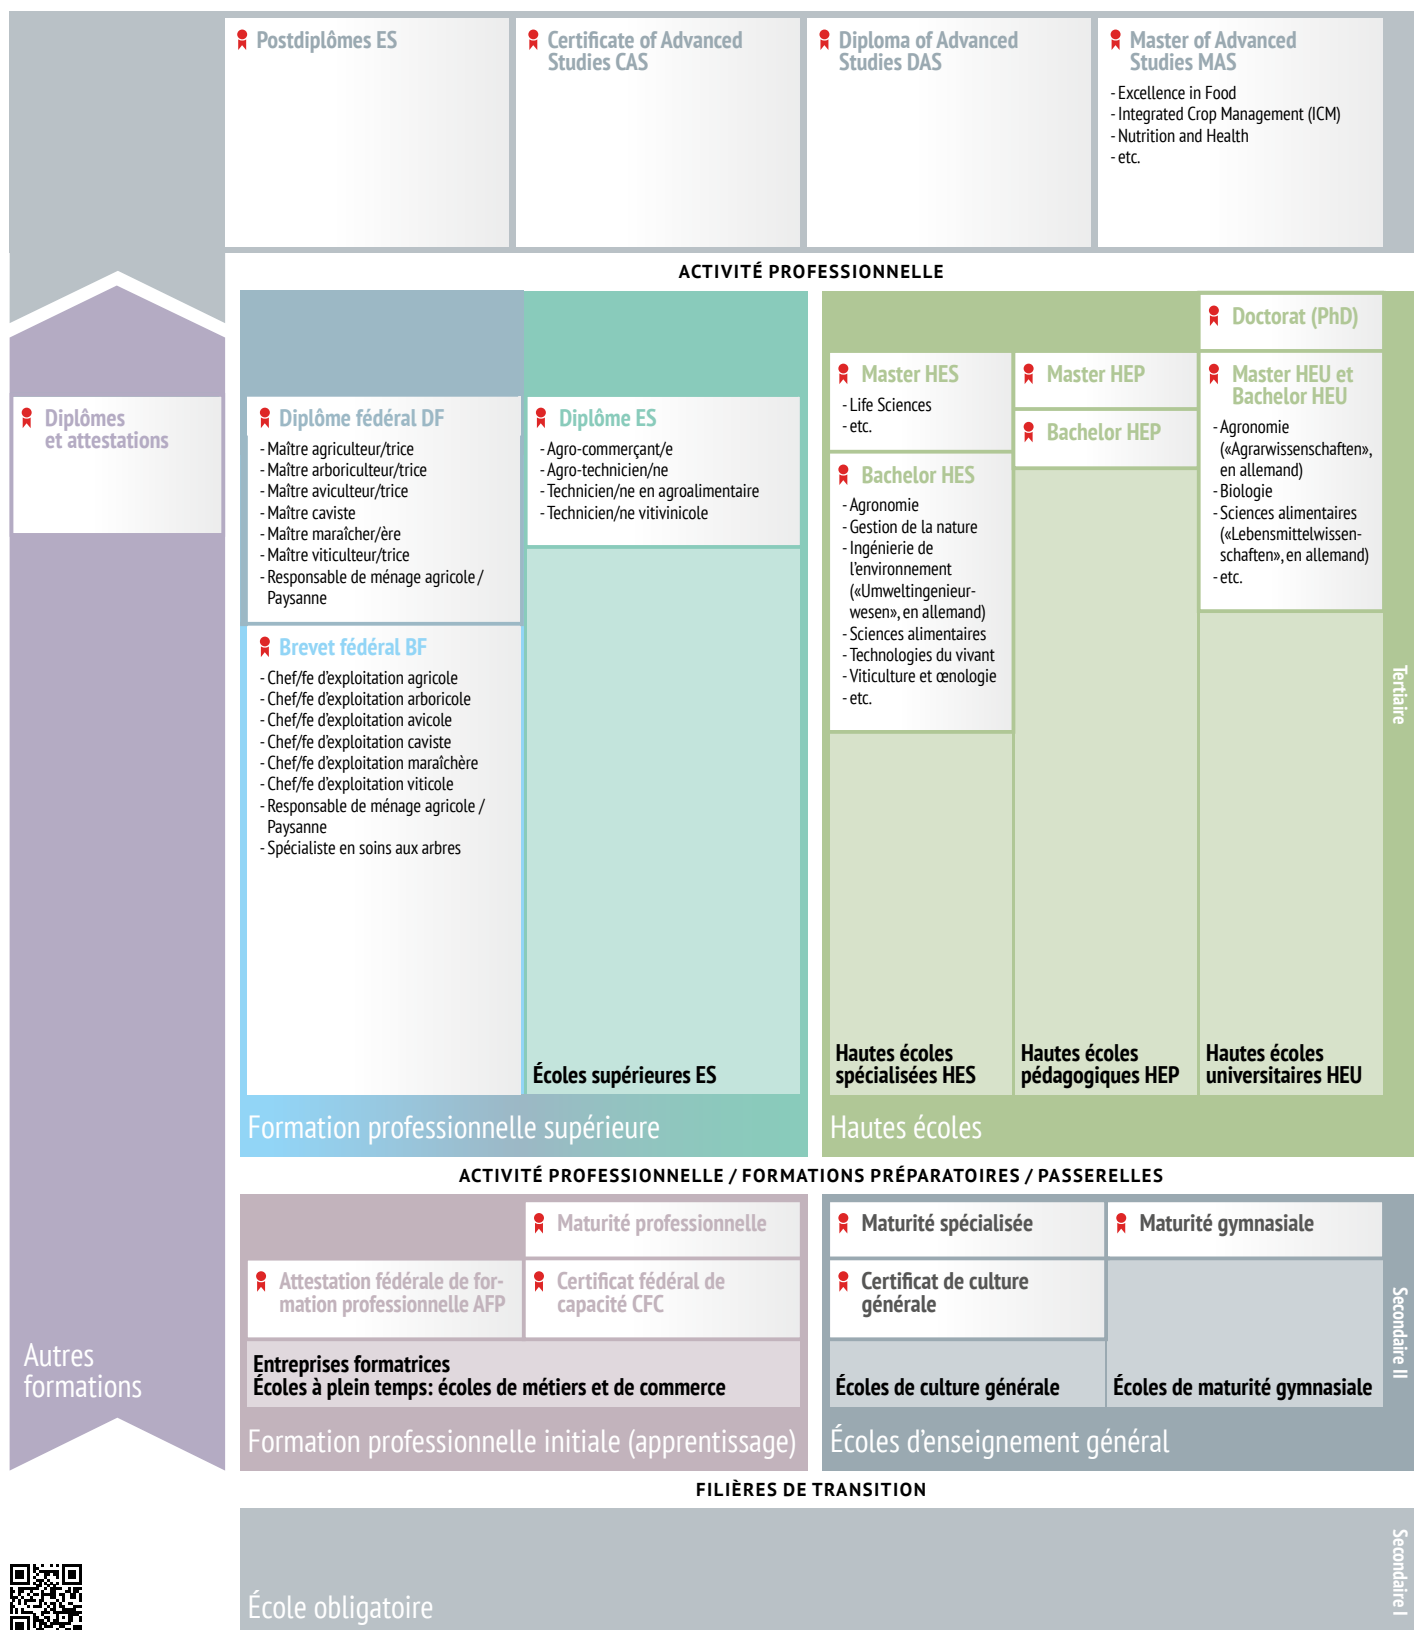 Postdiplômes ES
Certificate of Advanced
Studies CAS
Diploma of Advanced
Studies DAS
Master of Advanced
Studies MAS
- Excellence in Food
- Integrated Crop Management (ICM)
- Nutrition and Health
- etc.
ACTIVITÉ PROFESSIONNELLE
Diplômes
et attestations
Diplôme fédéral DF
- Maître agriculteur/trice
- Maître arboriculteur/trice
- Maître aviculteur/trice
- Maître caviste
- Maître maraîcher/ère
- Maître viticulteur/trice
- Responsable de ménage agricole /
Paysanne
Brevet fédéral BF
- Chef/fe d'exploitation agricole
- Chef/fe d'exploitation arboricole
- Chef/fe d'exploitation avicole
- Chef/fe d'exploitation caviste
- Chef/fe d'exploitation maraîchère
- Chef/fe d'exploitation viticole
- Responsable de ménage agricole /
Paysanne
- Spécialiste en soins aux arbres
Diplôme ES
- Agro-commerçant/e
- Agro-technicien/ne
- Technicien/ne en agroalimentaire
- Technicien/ne vitivinicole
Écoles supérieures ES
Formation professionnelle supérieure
Master HES
- Life Sciences
- etc.
Bachelor HES
- Agronomie
- Gestion de la nature
- Ingénierie de
l'environnement
(«Umweltingenieur-
wesen», en allemand)
- Sciences alimentaires
- Technologies du vivant
- Viticulture et œnologie
- etc.
Hautes écoles
spécialisées HES
Master HEP
Bachelor HEP
Hautes écoles
pédagogiques HEP
Doctorat (PhD)
Master HEU et
Bachelor HEU
- Agronomie
(«Agrarwissenschaften»,
en allemand)
- Biologie
- Sciences alimentaires
(«Lebensmittelwissen-
schaften», en allemand)
- etc.
Hautes écoles
universitaires HEU
Hautes écoles
Tertiaire
ACTIVITÉ PROFESSIONNELLE / FORMATIONS PRÉPARATOIRES / PASSERELLES
Maturité professionnelle
Attestation fédérale de for-
mation professionnelle AFP
Certificat fédéral de
capacité CFC
Entreprises formatrices
Écoles à plein temps: écoles de métiers et de commerce
Formation professionnelle initiale (apprentissage)
Maturité spécialisée
Certificat de culture
générale
Écoles de culture générale
Maturité gymnasiale
Écoles de maturité gymnasiale
Écoles d'enseignement général
Secondaire II
Autres
formations
FILIÈRES DE TRANSITION
École obligatoire
Secondaire I